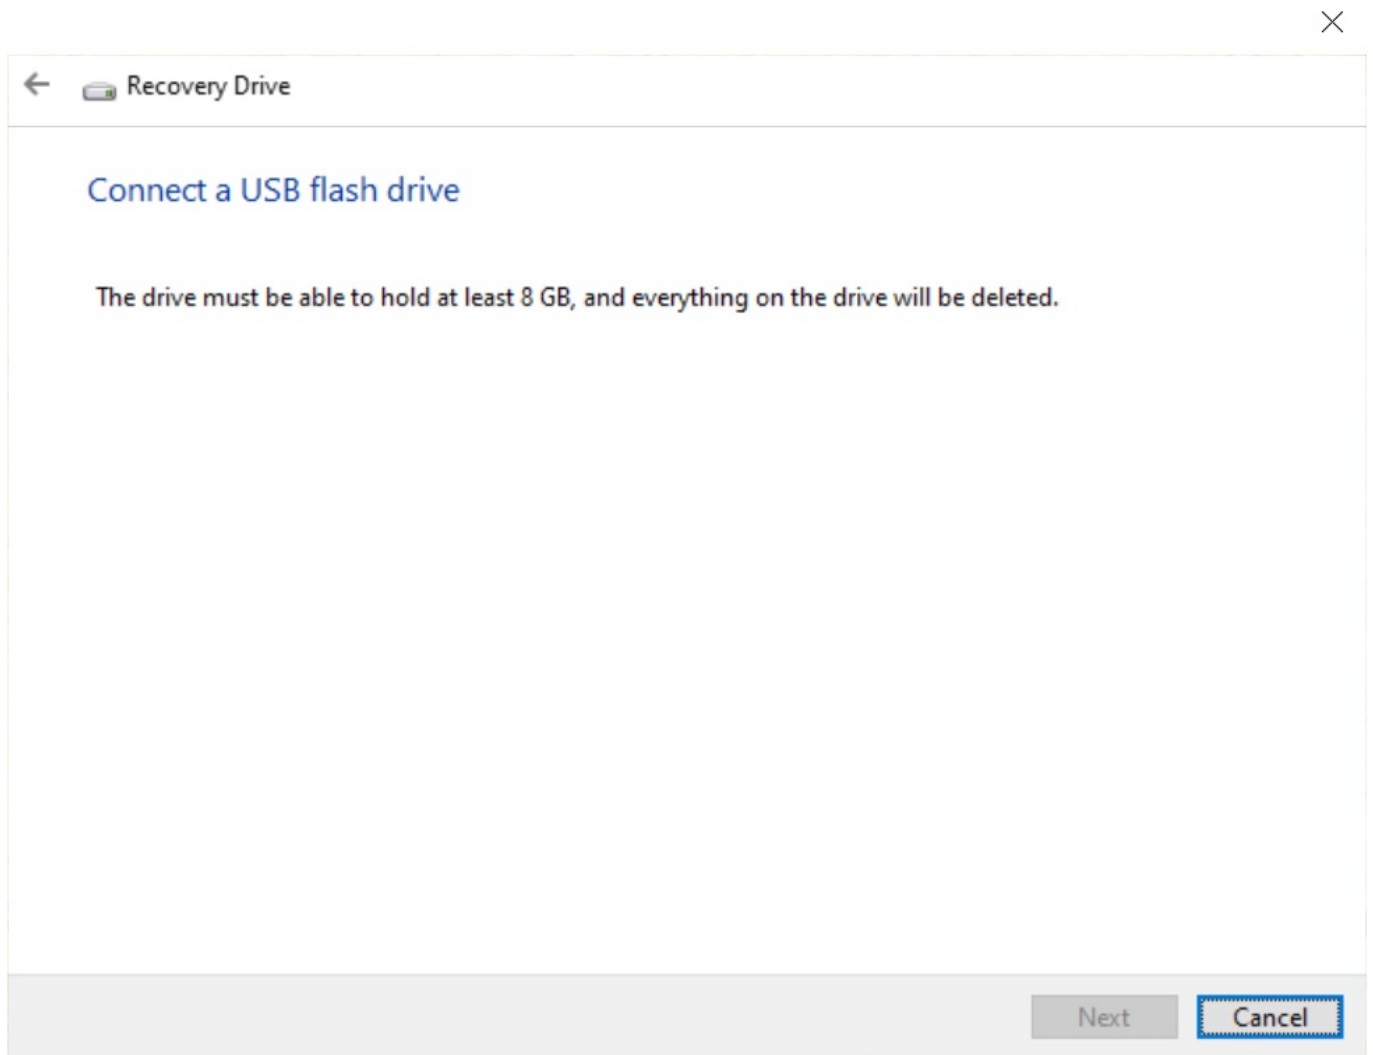 Recovery Drive
Connect a USB flash drive
The drive must be able to hold at least 8 GB, and everything on the drive will be deleted.
Next
Cancel